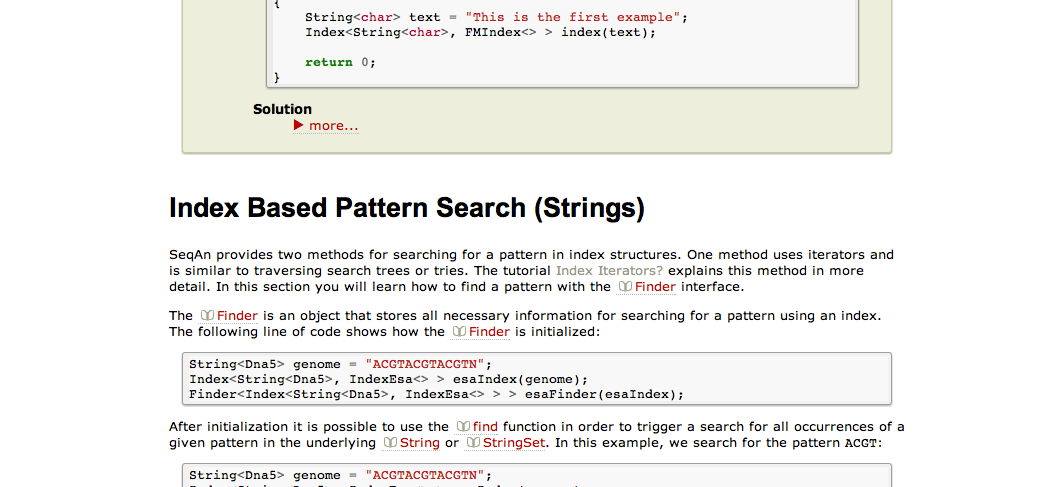 {
String<char> text = "This is the first example";
Index<String<char>, FMIndex<> > index(text);
return 0;
}
Solution
more...
Index Based Pattern Search (Strings)
SeqAn provides two methods for searching for a pattern in index structures. One method uses iterators and
is similar to traversing search trees or tries. The tutorial Index Iterators? explains this method in more
detail. In this section you will learn how to find a pattern with the Finder interface.
The Finder is an object that stores all necessary information for searching for a pattern using an index.
The following line of code shows how the Finder is initialized:
String<Dna5> genome = "ACGTACGTACGTN";
Index<String<Dna5>, IndexEsa<> > esaIndex(genome);
Finder<Index<String<Dna5>, IndexEsa<> > > esaFinder(esaIndex);
After initialization it is possible to use the find function in order to trigger a search for all occurrences of a
given pattern in the underlying String or StringSet. In this example, we search for the pattern ACGT:
String<Dna5> genome = "ACGTACGTACGTN";